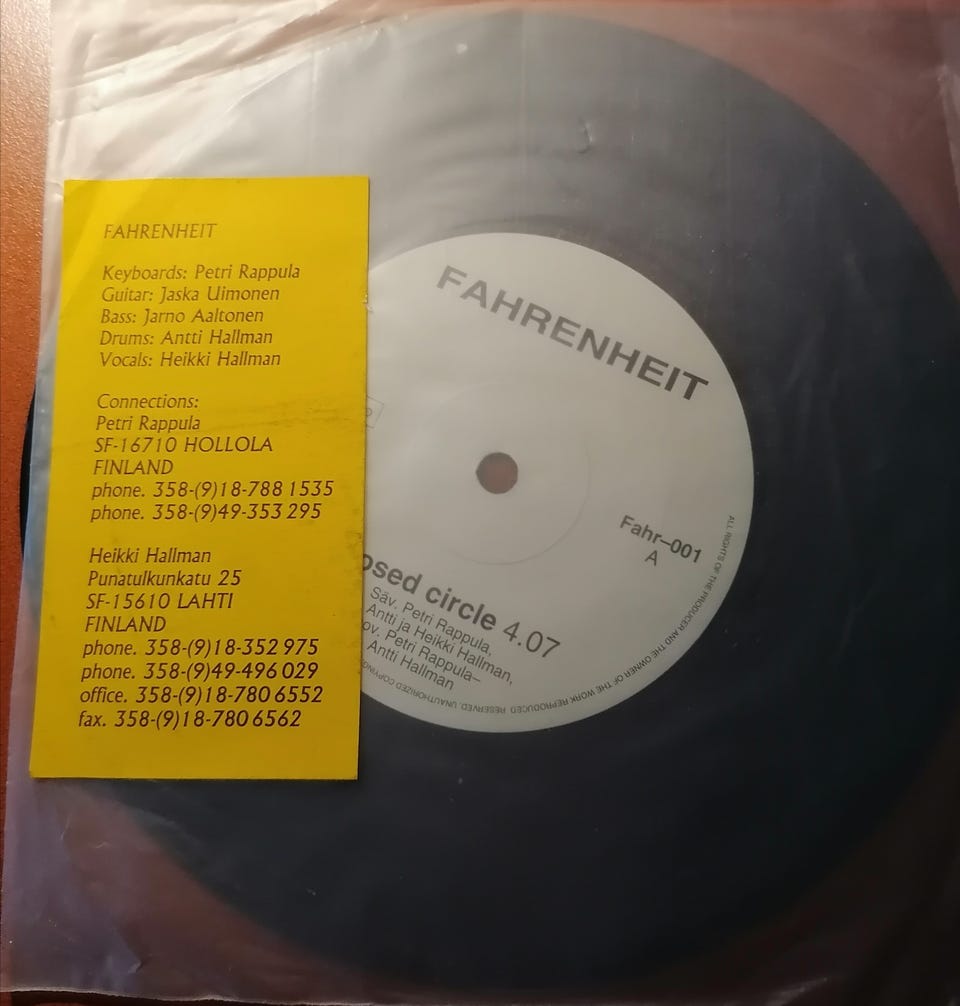 FAHRENHEIT
Keyboards: Petri Rappula
Guitar: Jaska Uimonen
Bass: Jarno Aaltonen
Drums: Antti Hallman
Vocals: Heikki Hallman
Connections:
Petri Rappula
SF-16710 HOLLOLA
FINLAND
phone. 358-(9)18-788 1535
phone. 358-(9)49-353 295
Heikki Hallman
Punatulkunkatu 25
SF-15610 LAHTI
FINLAND
phone. 358-(9)18-352 975
phone. 358-(9)49-496 029
office. 358-(9)18-780 6552
fax. 358-(9)18-780 6562
FAHRENHEIT
Fahr–001
A
osed circle 4.07
Säv. Petri Rappula,
Antti ja Heikki Hallman,
ov. Petri Rappula–
Antti Hallman
ALL RIGHTS OF THE PRODUCER AND THE OWNER OF THE WORK REPRODUCED RESERVED. UNAUTHORIZED COPYING